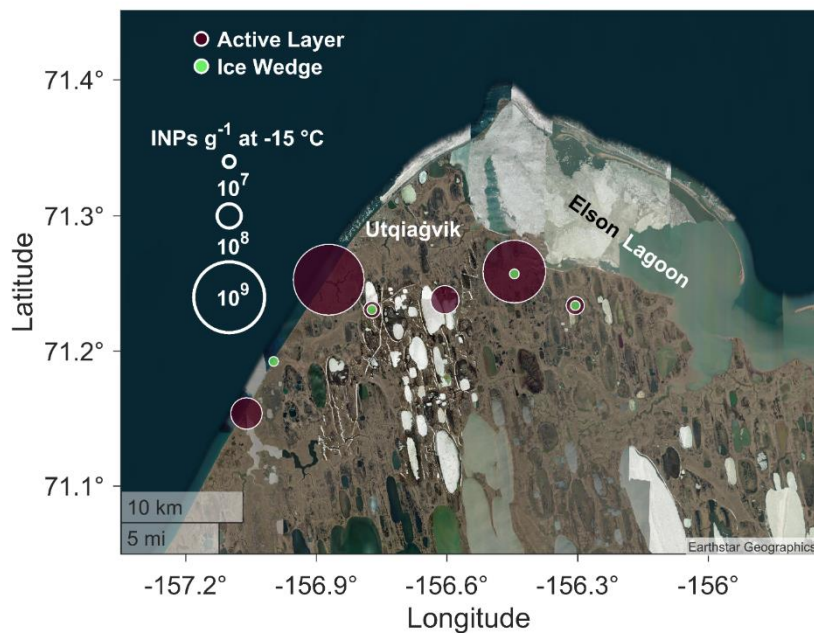 Active Layer
Ice Wedge
INPs g⁻¹ at -15 °C
10⁷
10⁸
10⁹
Utqiaġvik
Elson Lagoon
71.4°
71.3°
71.2°
71.1°
Latitude
10 km
5 mi
Earthstar Geographics
-157.2°
-156.9°
-156.6°
-156.3°
-156°
Longitude